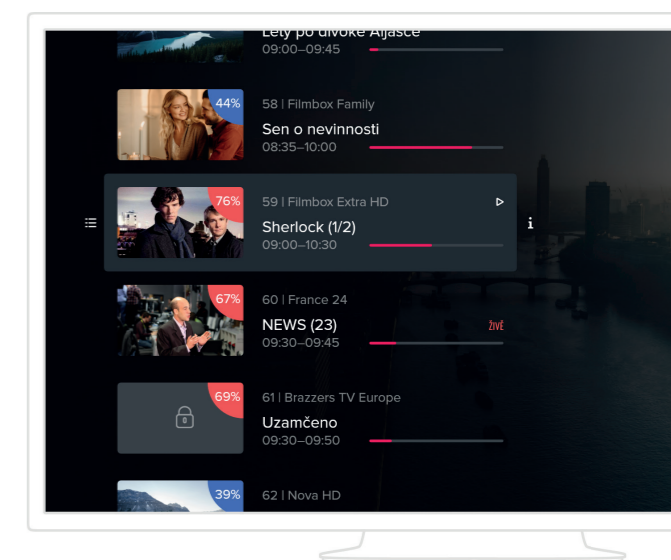 Lety po divoké Aljašce
09:00–09:45
44%
58 | Filmbox Family
Sen o nevinnosti
08:35–10:00
76%
59 | Filmbox Extra HD
Sherlock (1/2)
09:00–10:30
67%
60 | France 24
NEWS (23)
ŽIVĚ
09:30–09:45
69%
61 | Brazzers TV Europe
Uzamčeno
09:30–09:50
39%
62 | Nova HD